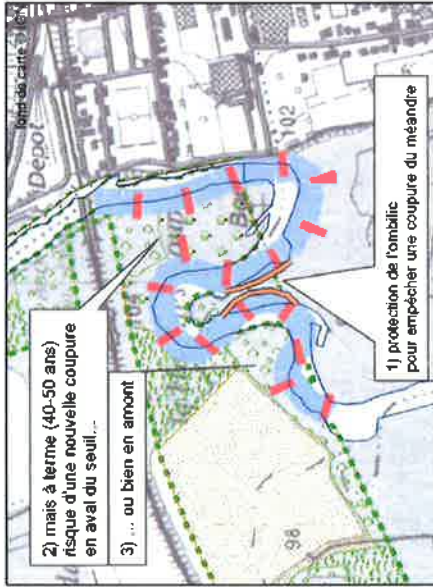 fond de carte
Depot
2) mais à terme (40-50 ans)
risque d'une nouvelle coupure
en aval du seuil...
3) ... ou bien en amont
104
102
98
1) protection de l'ombilic
pour empêcher une coupure du méandre